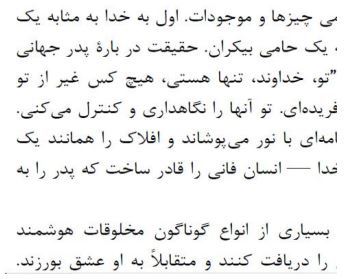 می چیزها و موجودات. اول به خدا به مثابه یک
یک حامی بیکران. حقیقت در بارهٔ پدر جهانی
”تو، خداوند، تنها هستی، هیچ کس غیر از تو
فریده‌ای. تو آنها را نگاهداری و کنترل می‌کنی.
امه‌ای با نور می‌پوشاند و افلاک را همانند یک
خدا — انسان فانی را قادر ساخت که پدر را به
بسیاری از انواع گوناگون مخلوقات هوشمند
را دریافت کنند و متقابلاً به او عشق بورزند.